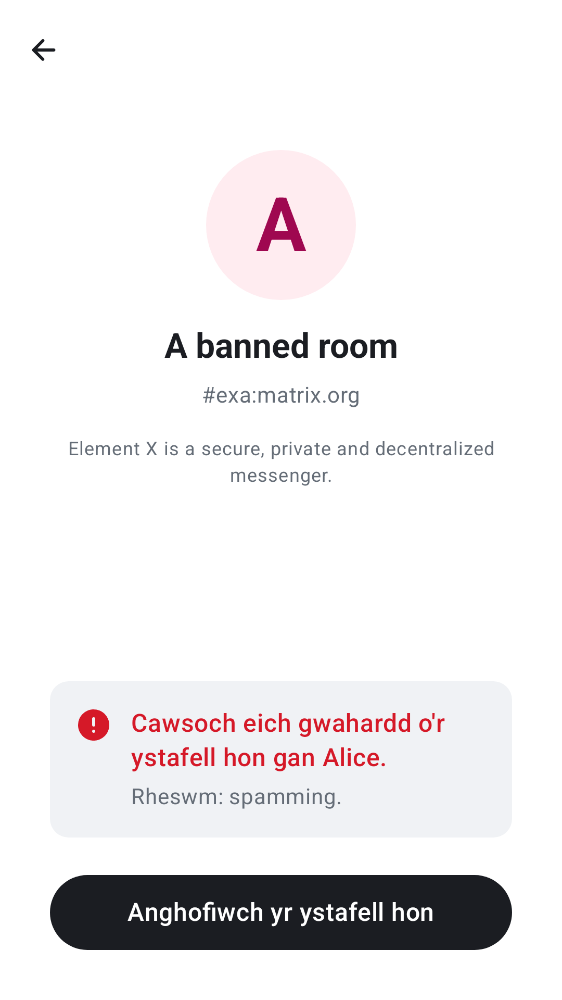 A
A banned room
#exa:matrix.org
Element X is a secure, private and decentralized
messenger.
Cawsoch eich gwahardd o'r
ystafell hon gan Alice.
Rheswm: spamming.
Anghofiwch yr ystafell hon